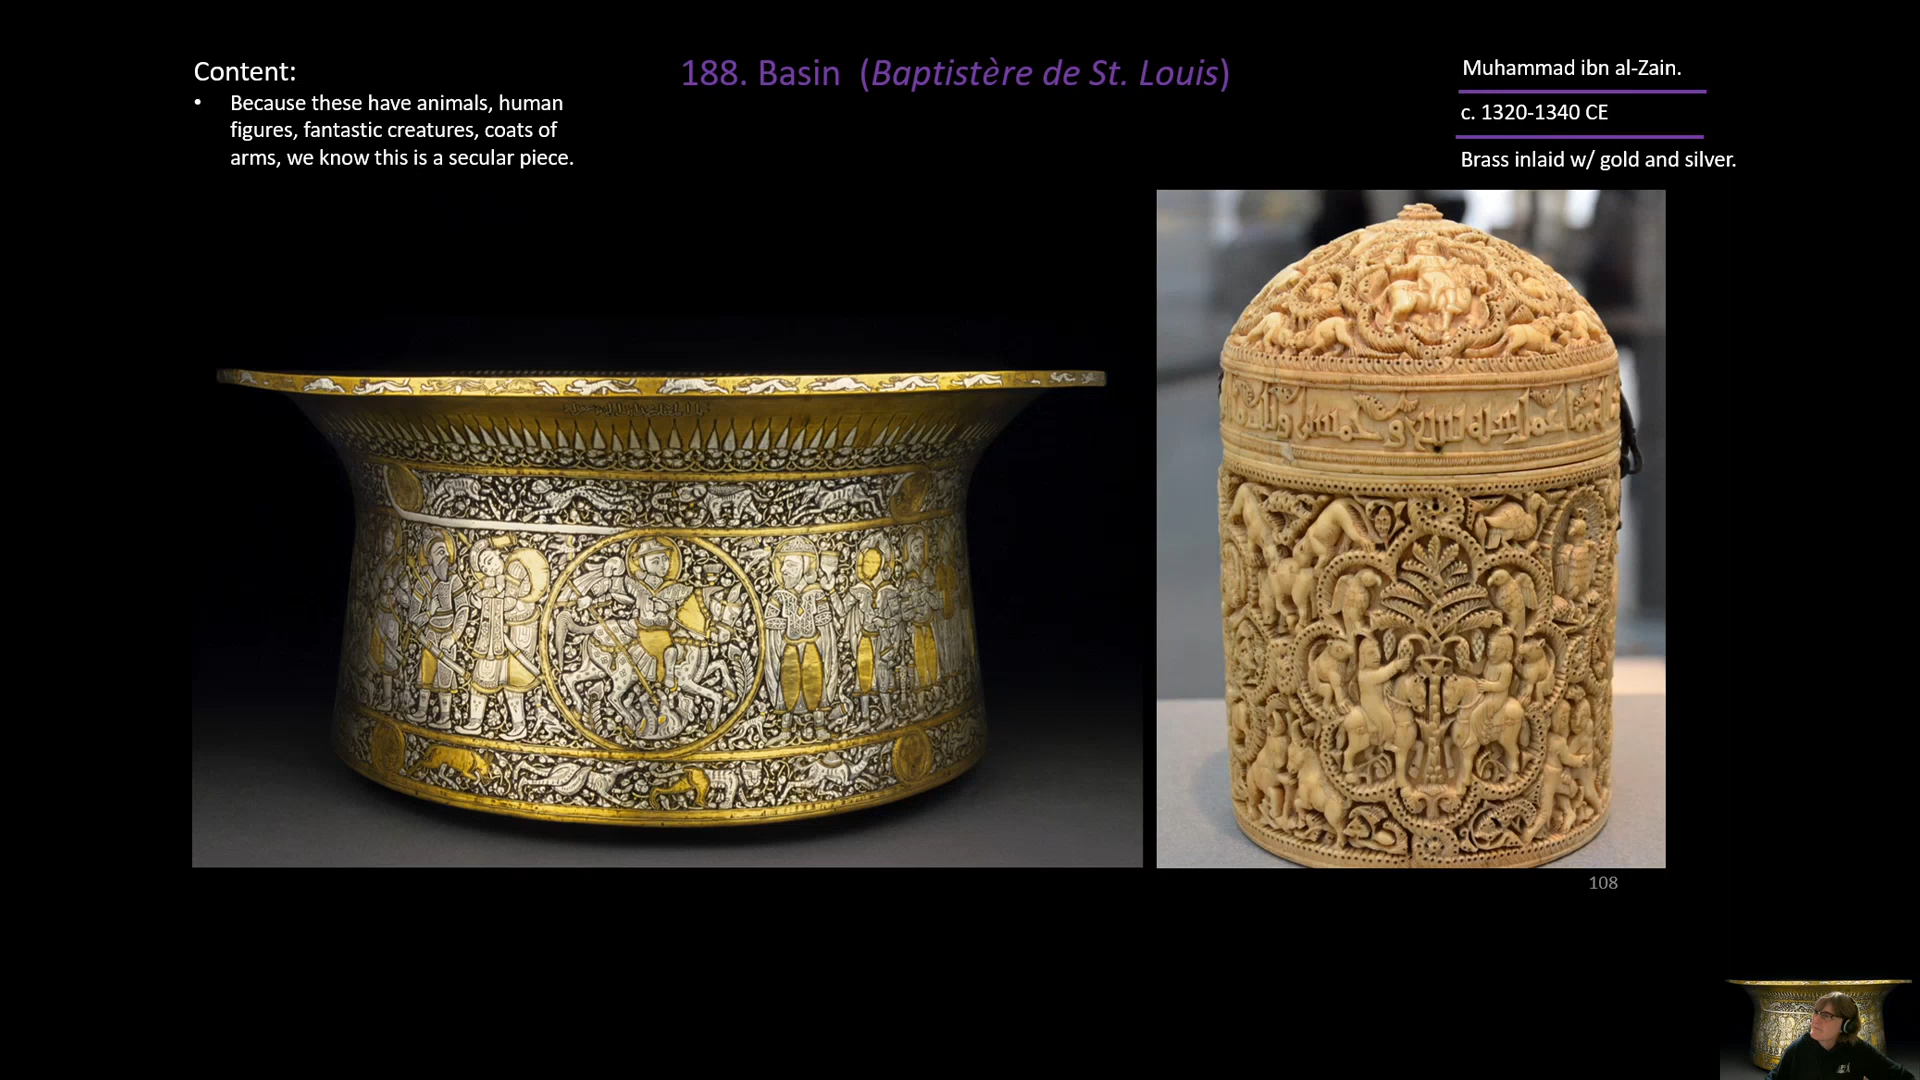 Content:
188. Basin (Baptistère de St. Louis)
Muhammad ibn al-Zain.
• Because these have animals, human
figures, fantastic creatures, coats of
arms, we know this is a secular piece.
c. 1320-1340 CE
Brass inlaid w/ gold and silver.
108